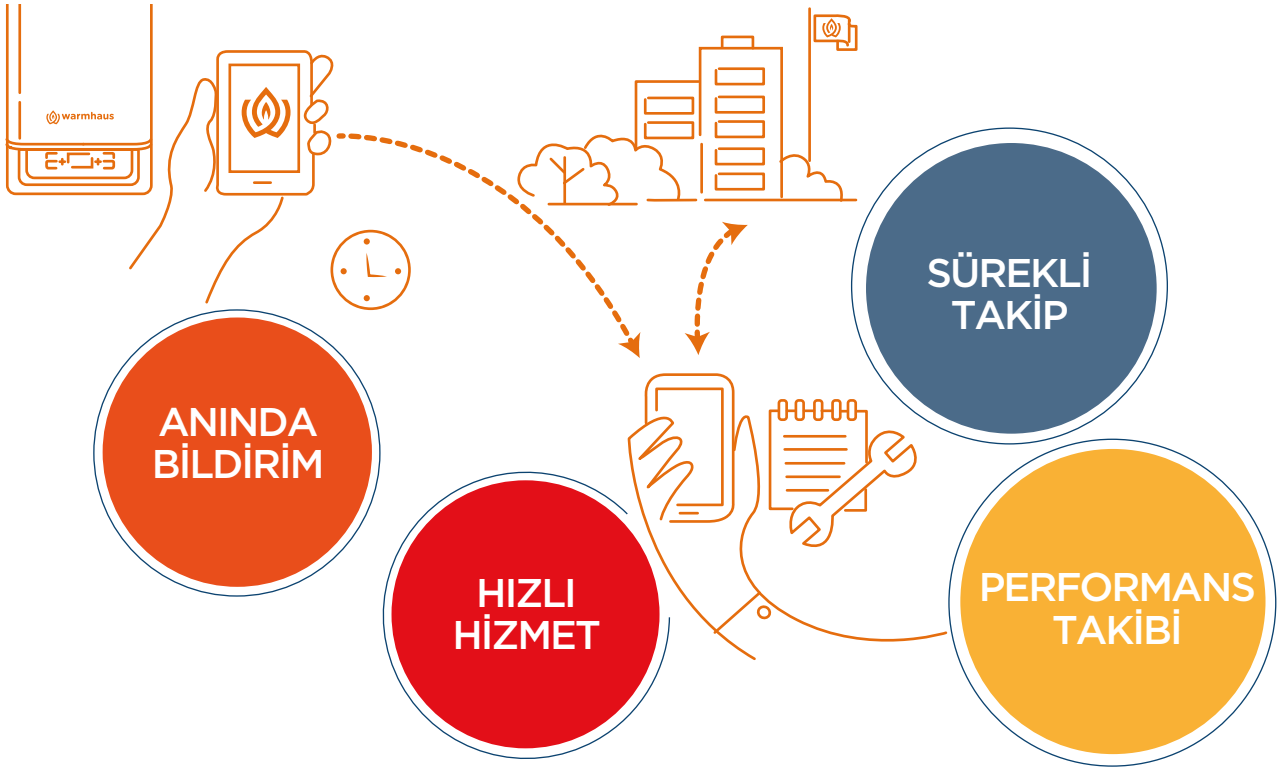 warmhaus
SÜREKLİ
TAKİP
ANINDA
BİLDİRİM
HIZLI
HİZMET
PERFORMANS
TAKİBİ